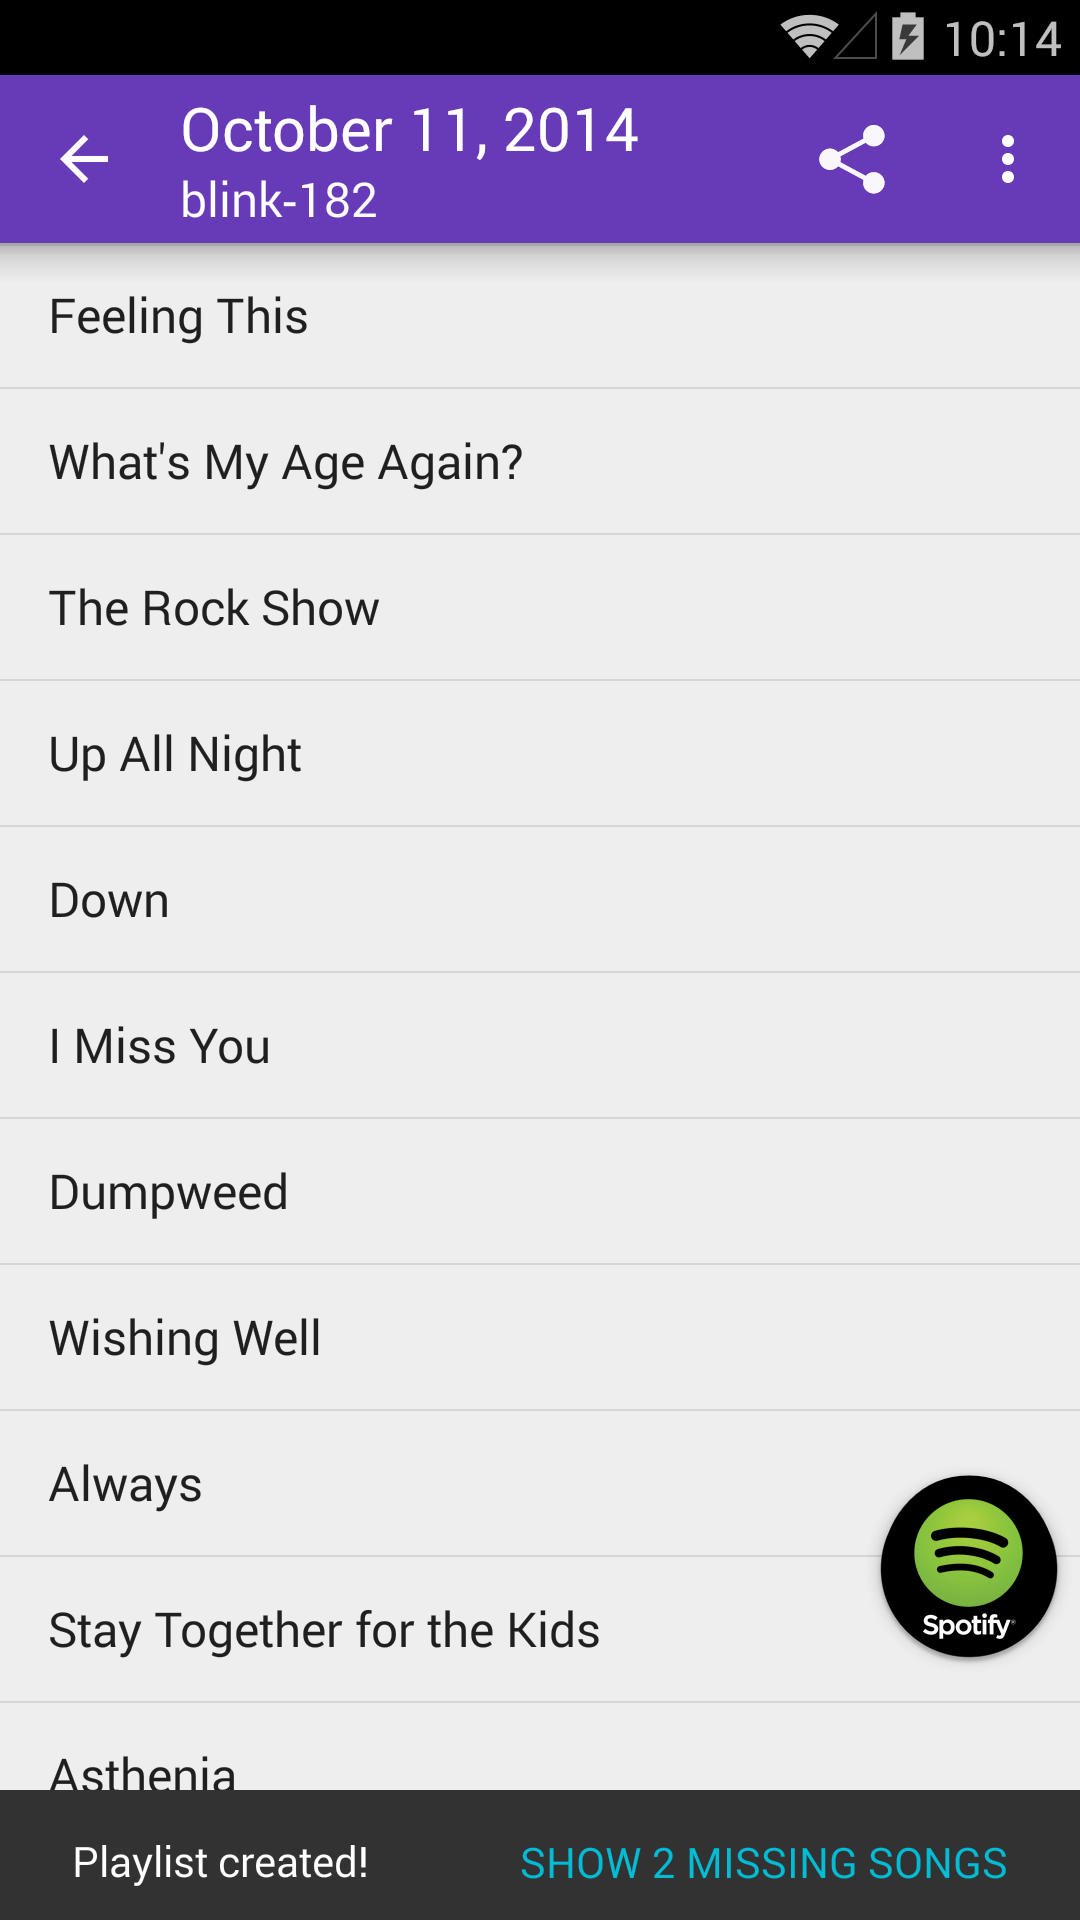 10:14
October 11, 2014
blink-182
Feeling This
What's My Age Again?
The Rock Show
Up All Night
Down
I Miss You
Dumpweed
Wishing Well
Always
Stay Together for the Kids
Spotify
Asthenia
Playlist created!
SHOW 2 MISSING SONGS